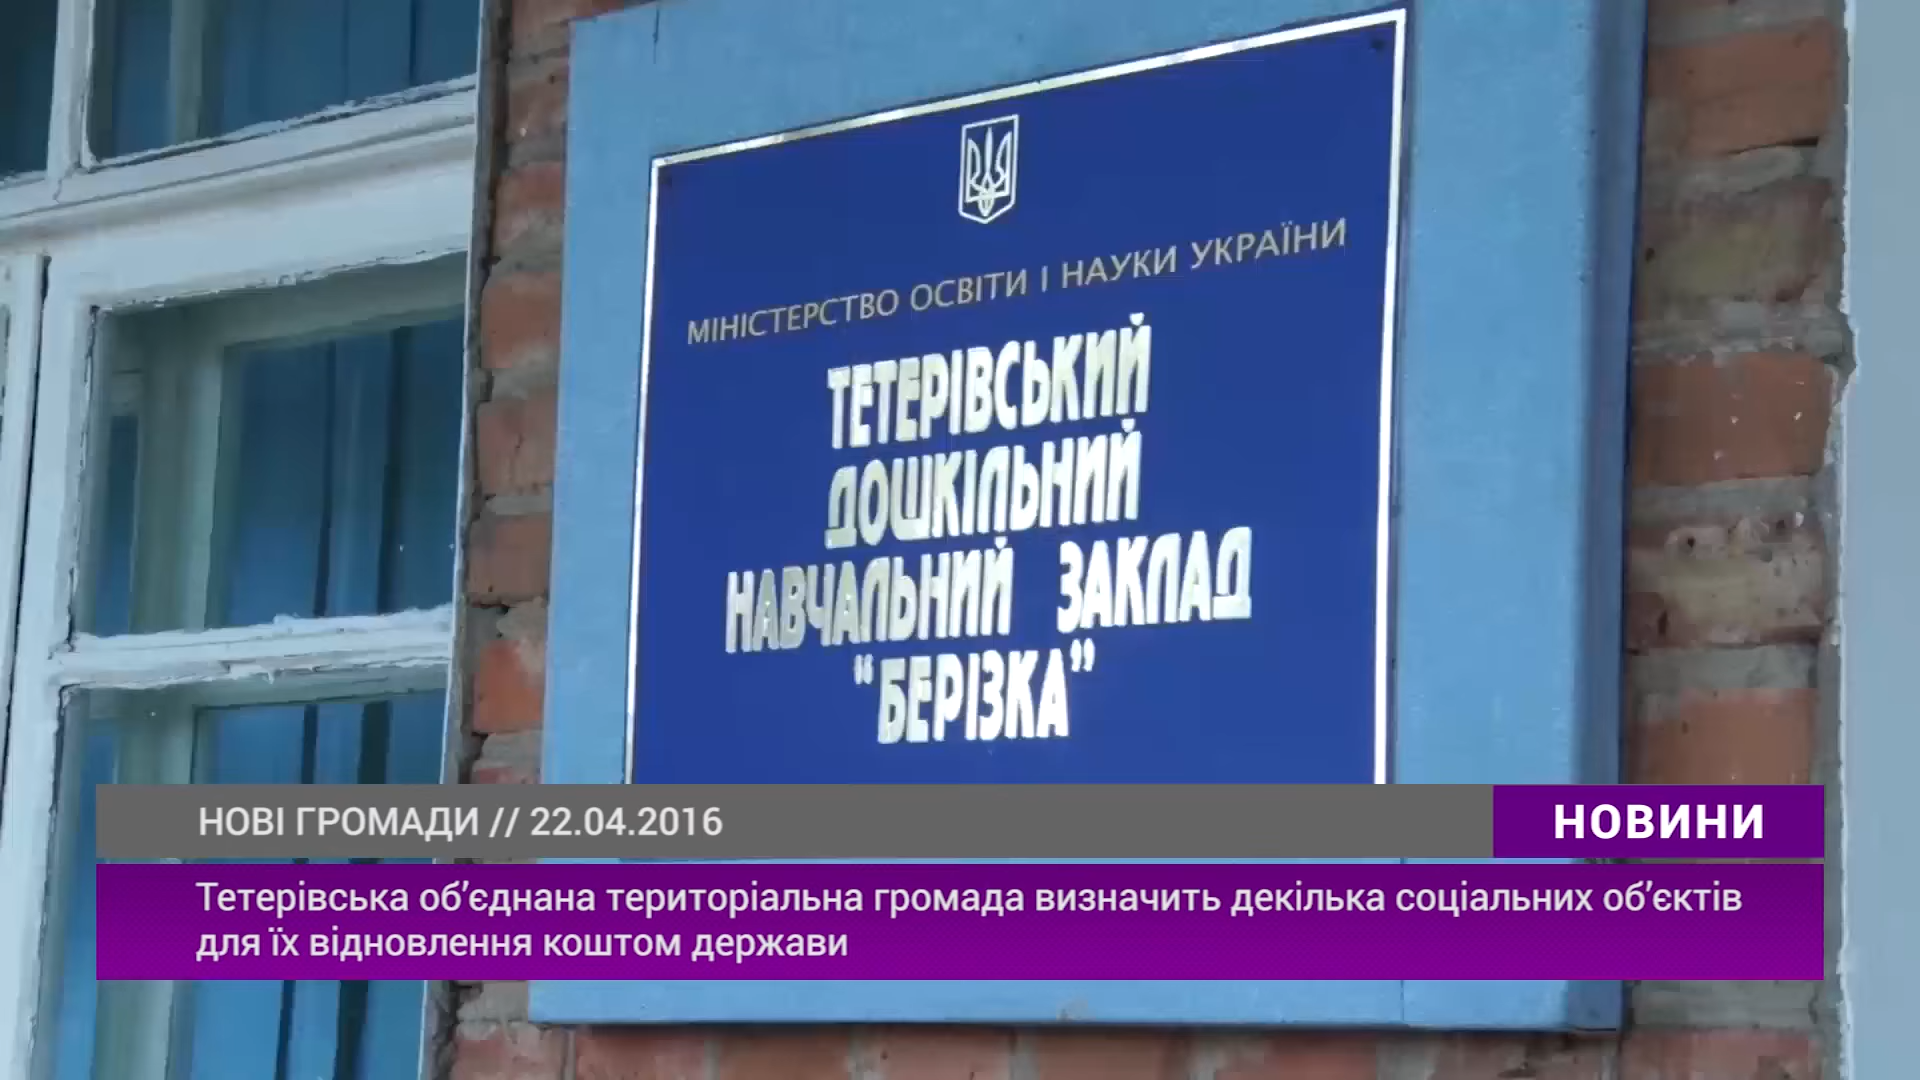 МІНІСТЕРСТВО ОСВІТИ І НАУКИ УКРАЇНИ
ТЕТЕРІВСЬКИЙ
ДОШКІЛЬНИЙ
НАВЧАЛЬНИЙ ЗАКЛАД
“БЕРІЗКА”
НОВІ ГРОМАДИ // 22.04.2016
НОВИНИ
Тетерівська об’єднана територіальна громада визначить декілька соціальних об’єктів
для їх відновлення коштом держави